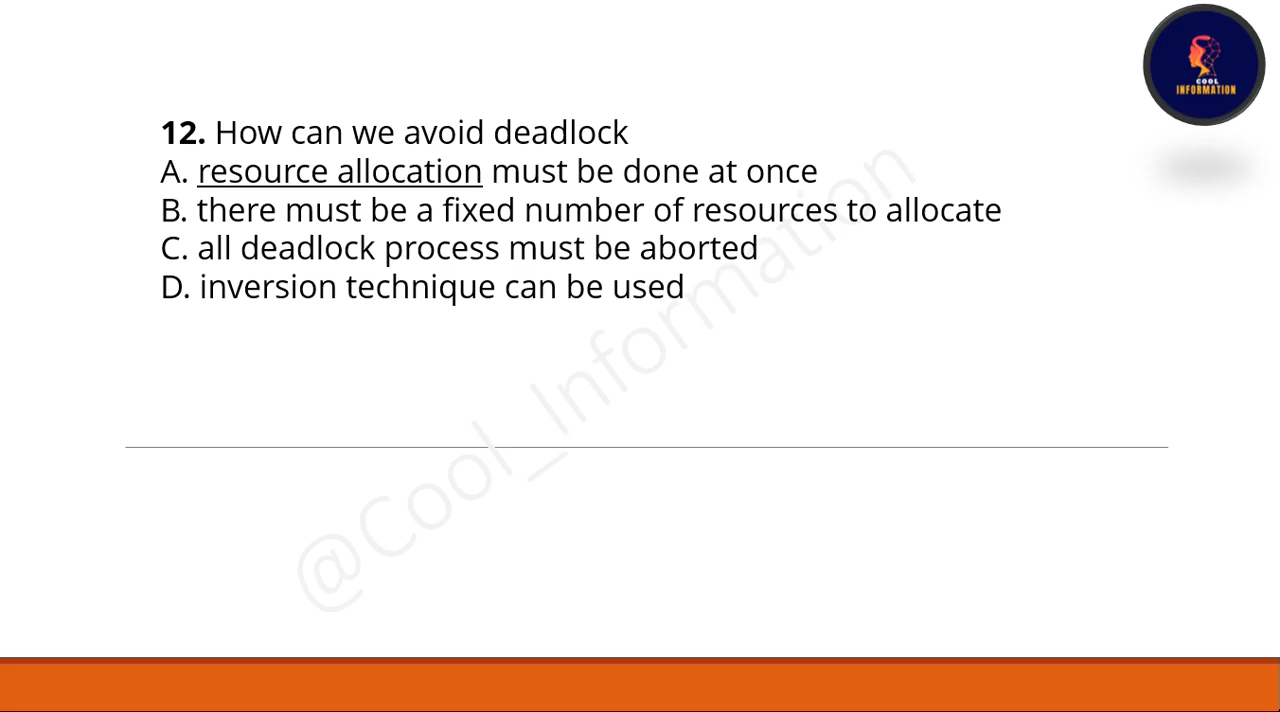 COOL
INFORMATION
12. How can we avoid deadlock
A. resource allocation must be done at once
B. there must be a fixed number of resources to allocate
C. all deadlock process must be aborted
D. inversion technique can be used
@Cool_Information